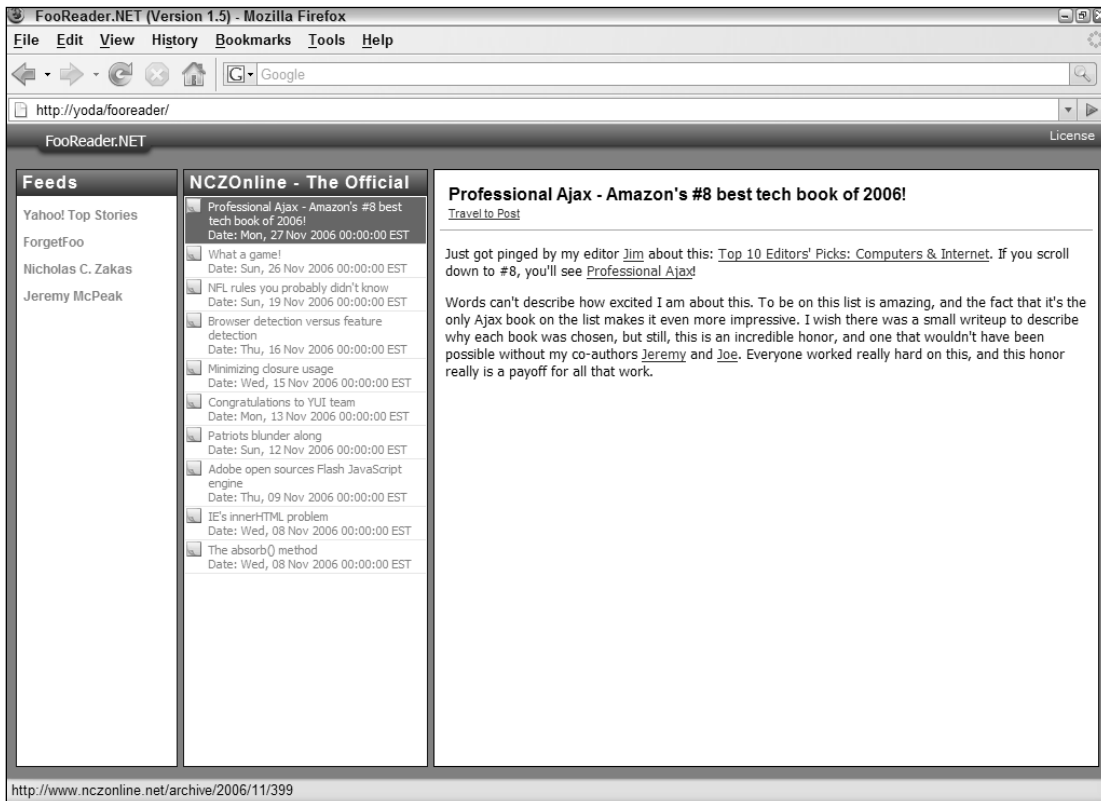 FooReader.NET (Version 1.5) - Mozilla Firefox
File Edit View History Bookmarks Tools Help
G Google
http://yoda/fooreader/
FooReader.NET
License
Feeds
Yahoo! Top Stories
ForgetFoo
Nicholas C. Zakas
Jeremy McPeak
NCZOnline - The Official
Professional Ajax - Amazon's #8 best
tech book of 2006!
Date: Mon, 27 Nov 2006 00:00:00 EST
What a game!
Date: Sun, 26 Nov 2006 00:00:00 EST
NFL rules you probably didn't know
Date: Sun, 19 Nov 2006 00:00:00 EST
Browser detection versus feature
detection
Date: Thu, 16 Nov 2006 00:00:00 EST
Minimizing closure usage
Date: Wed, 15 Nov 2006 00:00:00 EST
Congratulations to YUI team
Date: Mon, 13 Nov 2006 00:00:00 EST
Patriots blunder along
Date: Sun, 12 Nov 2006 00:00:00 EST
Adobe open sources Flash JavaScript
engine
Date: Thu, 09 Nov 2006 00:00:00 EST
IE's innerHTML problem
Date: Wed, 08 Nov 2006 00:00:00 EST
The absorb() method
Date: Wed, 08 Nov 2006 00:00:00 EST
Professional Ajax - Amazon's #8 best tech book of 2006!
Travel to Post
Just got pinged by my editor Jim about this: Top 10 Editors' Picks: Computers & Internet. If you scroll
down to #8, you'll see Professional Ajax!
Words can't describe how excited I am about this. To be on this list is amazing, and the fact that it's the
only Ajax book on the list makes it even more impressive. I wish there was a small writeup to describe
why each book was chosen, but still, this is an incredible honor, and one that wouldn't have been
possible without my co-authors Jeremy and Joe. Everyone worked really hard on this, and this honor
really is a payoff for all that work.
http://www.nczonline.net/archive/2006/11/399